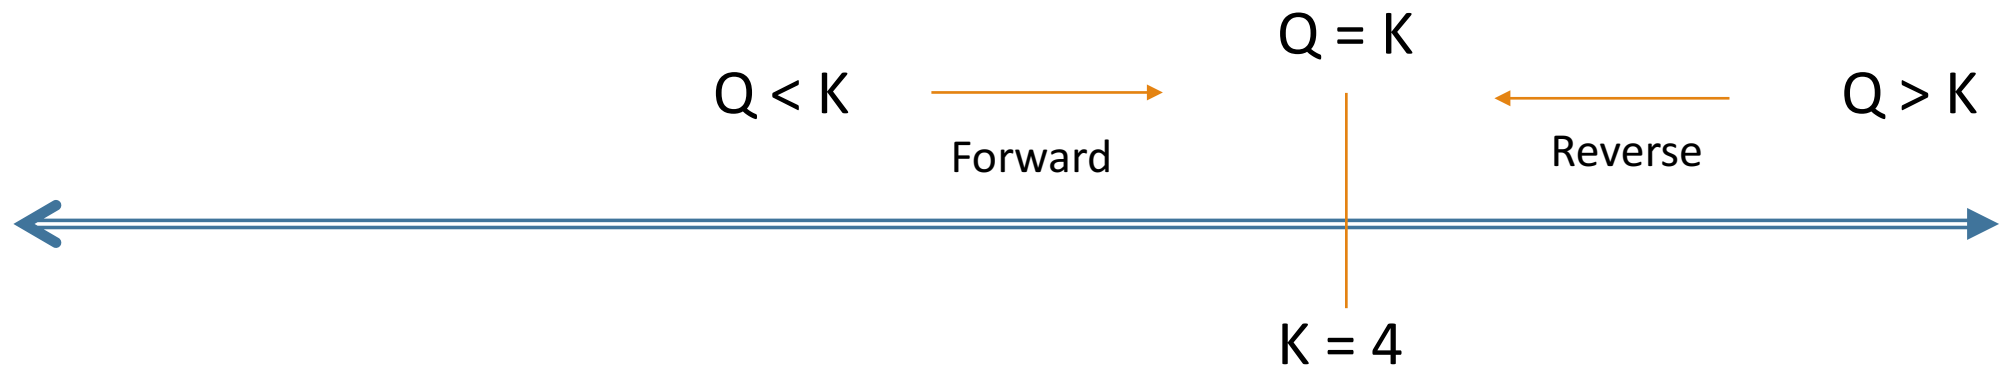 Q = K
Q < K
Q > K
Forward
Reverse
K = 4